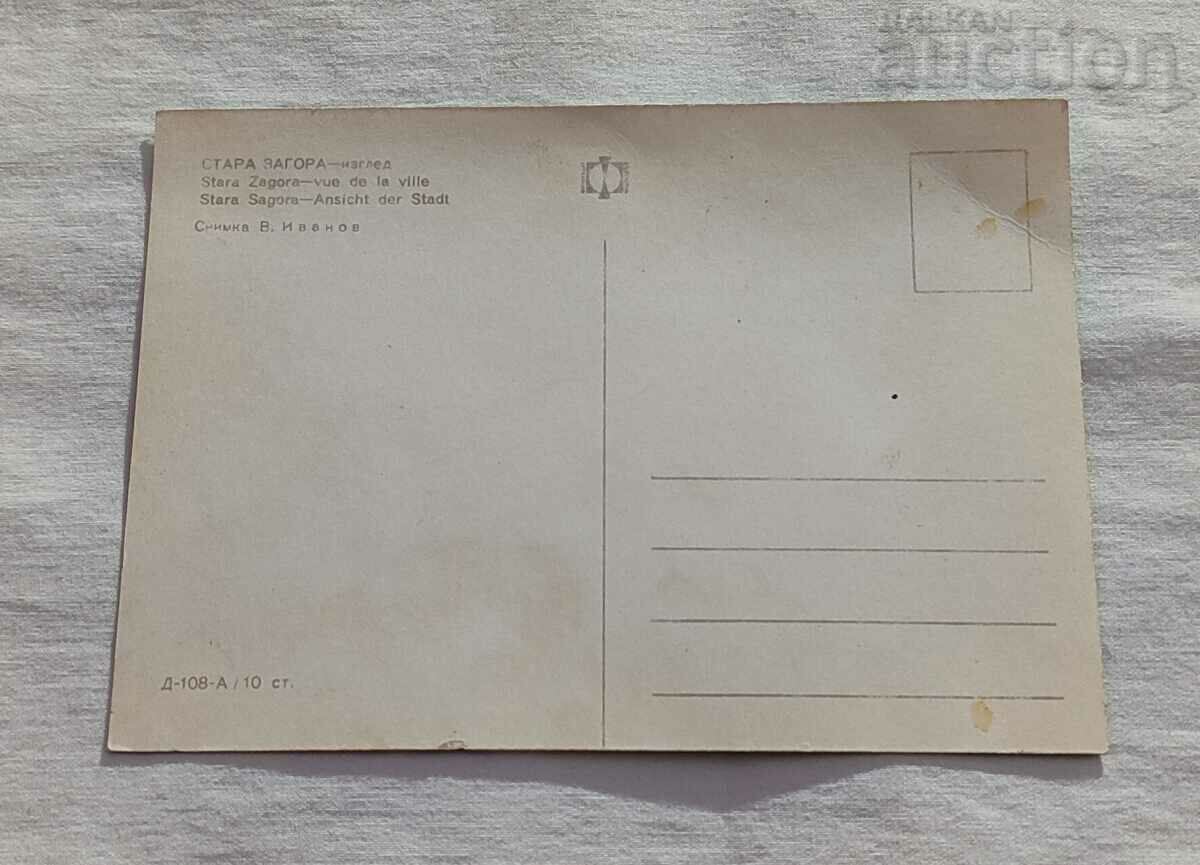 BALKAN
auction
СТАРА ЗАГОРА—изглед
Stara Zagora—vue de la ville
Stara Sagora—Ansicht der Stadt
Снимка В. Иванов
Д-108-А / 10 ст.